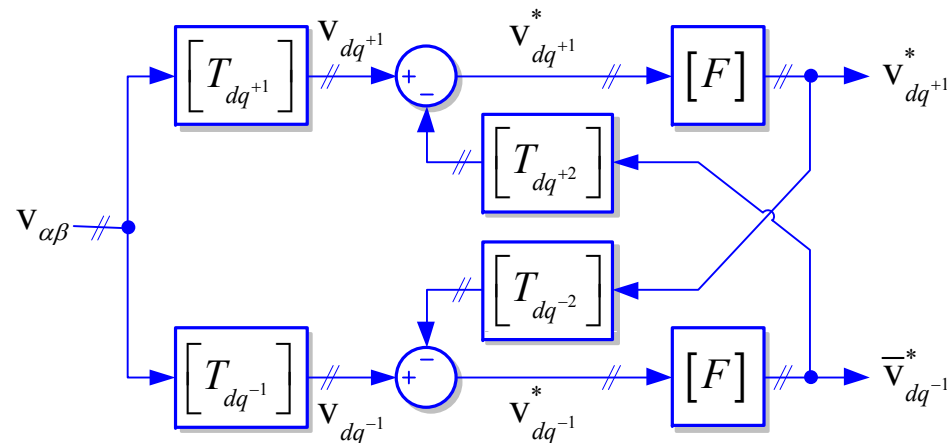 v_{dq^{+1}}
v^*_{dq^{+1}}
[T_{dq^{+1}}]
+
−
[F]
v^*_{dq^{+1}}
[T_{dq^{+2}}]
v_{αβ}
[T_{dq^{-2}}]
[T_{dq^{-1}}]
+
−
[F]
\overline{v}^*_{dq^{-1}}
v_{dq^{-1}}
v^*_{dq^{-1}}